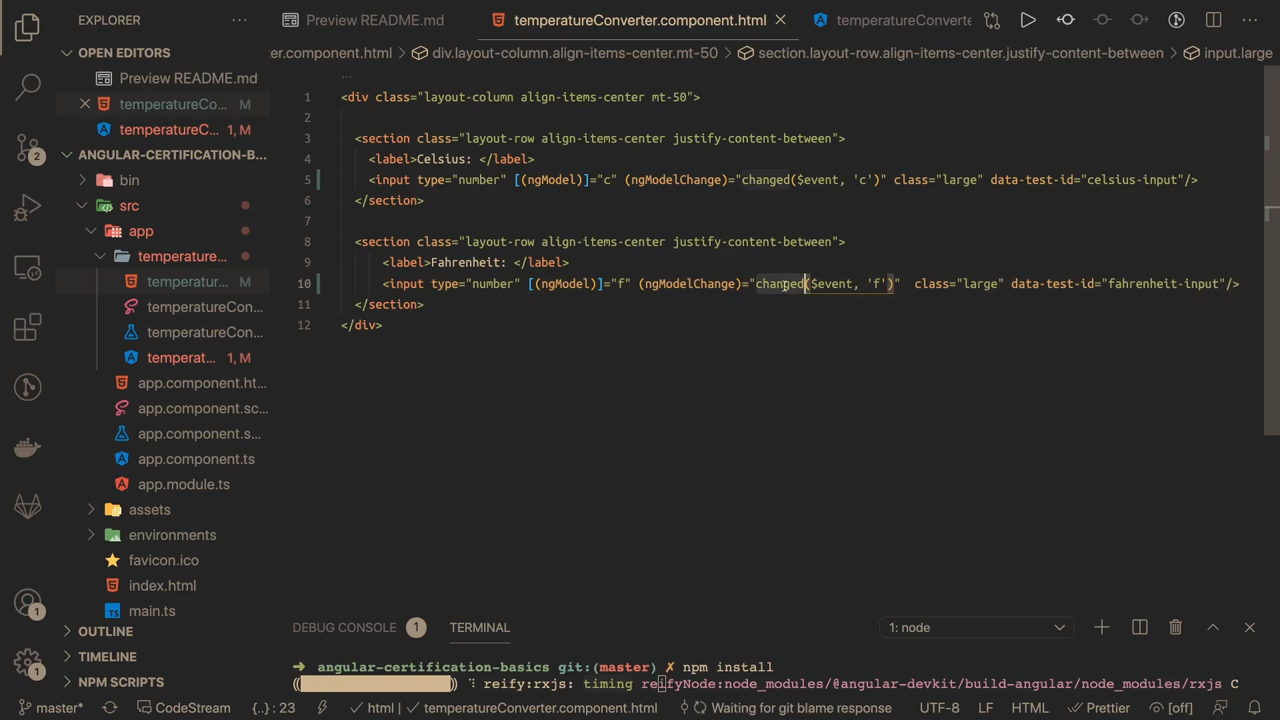 EXPLORER
OPEN EDITORS
Preview README.md
temperatureCo... M
temperatureC... 1, M
ANGULAR-CERTIFICATION-B...
bin
src
app
temperature...
temperatur... M
temperatureCon...
temperatureCon...
temperat... 1, M
app.component.ht...
app.component.sc...
app.component.s...
app.component.ts
app.module.ts
assets
environments
favicon.ico
index.html
main.ts
OUTLINE
TIMELINE
NPM SCRIPTS
2
1
1
Preview README.md
temperatureConverter.component.html
temperatureConverte
er.component.html > div.layout-column.align-items-center.mt-50 > section.layout-row.align-items-center.justify-content-between > input.large
1 <div class="layout-column align-items-center mt-50">
2
3 <section class="layout-row align-items-center justify-content-between">
4 <label>Celsius: </label>
5 <input type="number" [(ngModel)]="c" (ngModelChange)="changed($event, 'c')" class="large" data-test-id="celsius-input"/>
6 </section>
7
8 <section class="layout-row align-items-center justify-content-between">
9 <label>Fahrenheit: </label>
10 <input type="number" [(ngModel)]="f" (ngModelChange)="changed($event, 'f')"  class="large" data-test-id="fahrenheit-input"/>
11 </section>
12 </div>
DEBUG CONSOLE 1 TERMINAL 1: node
➜ angular-certification-basics git:(master) ✗ npm install
(( ) ⠹ reify:rxjs: timing reifyNode:node_modules/@angular-devkit/build-angular/node_modules/rxjs C
master* CodeStream {..} : 23 html | temperatureConverter.component.html Waiting for git blame response UTF-8 LF HTML Prettier [off]